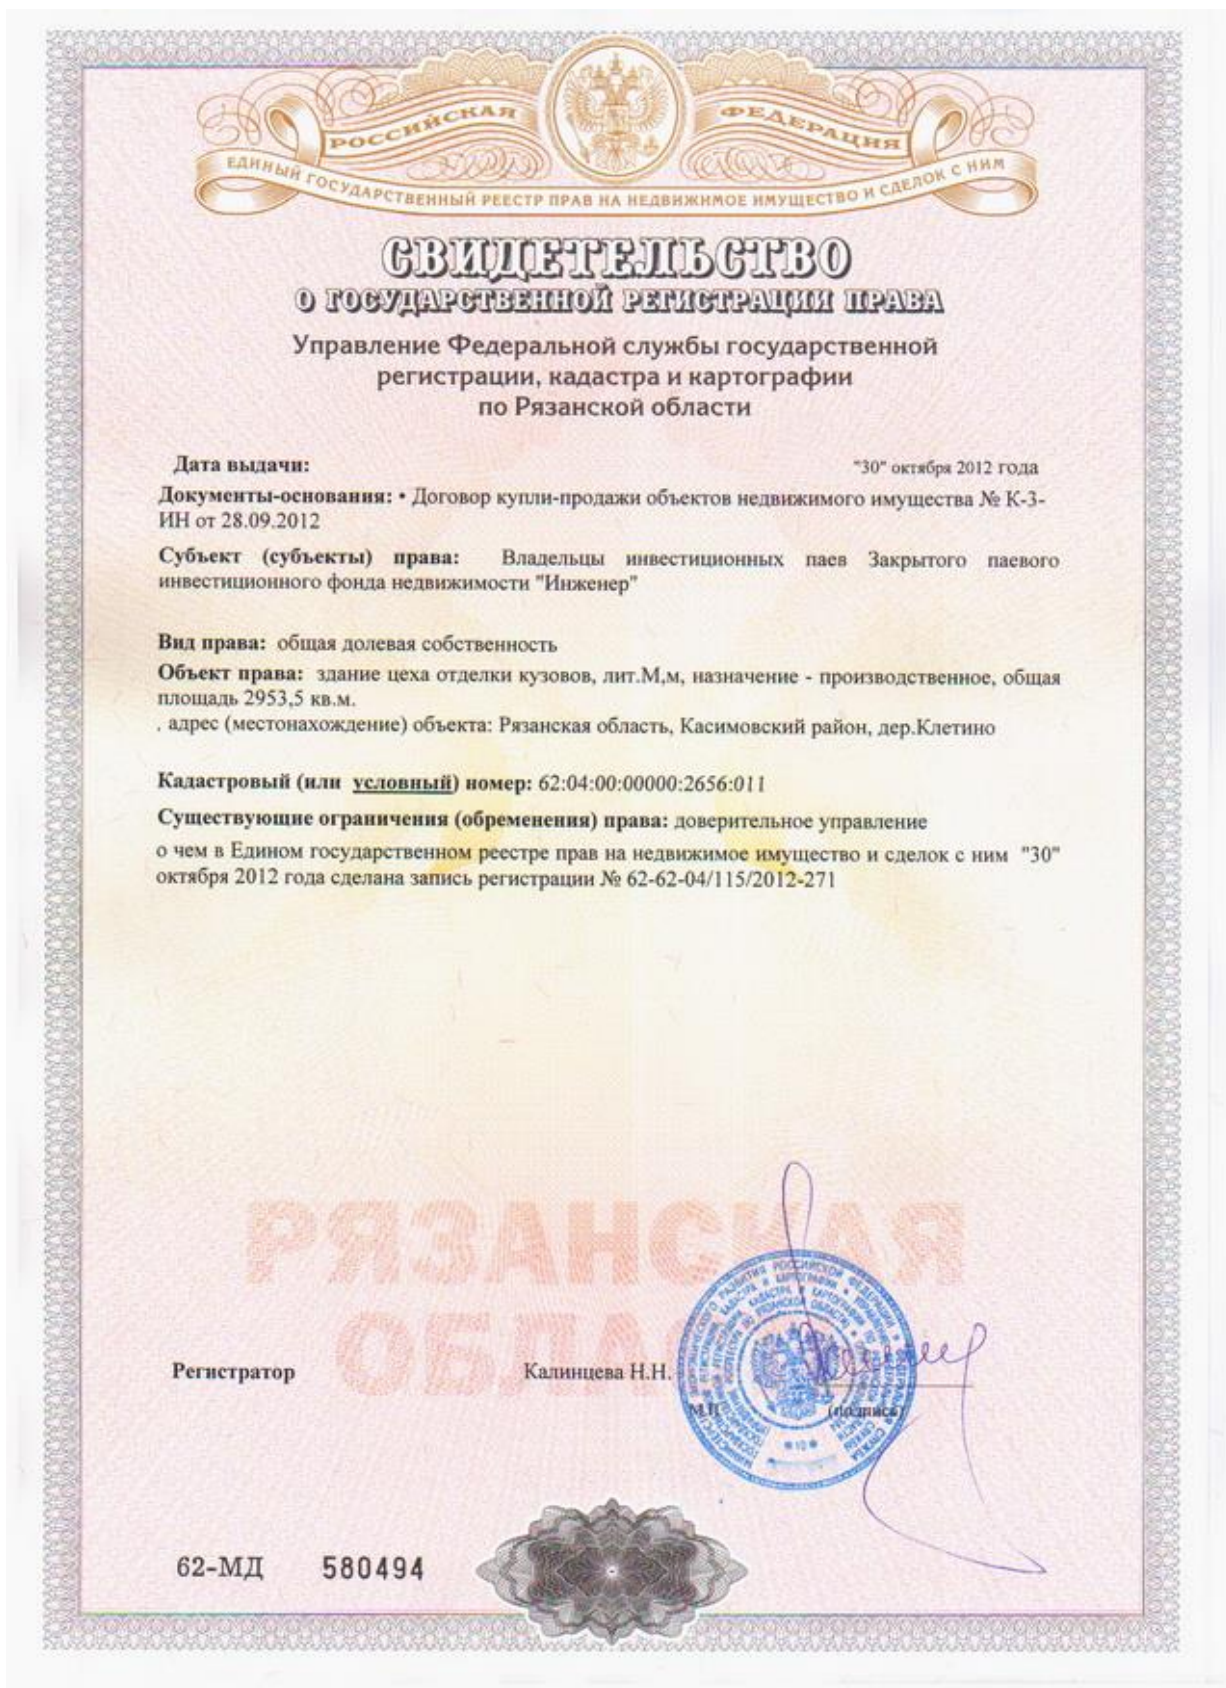 РОССИЙСКАЯ ФЕДЕРАЦИЯ
ЕДИНЫЙ ГОСУДАРСТВЕННЫЙ РЕЕСТР ПРАВ НА НЕДВИЖИМОЕ ИМУЩЕСТВО И СДЕЛОК С НИМ
СВИДЕТЕЛЬСТВО
О ГОСУДАРСТВЕННОЙ РЕГИСТРАЦИИ ПРАВА
Управление Федеральной службы государственной
регистрации, кадастра и картографии
по Рязанской области
Дата выдачи: "30" октября 2012 года
Документы-основания: • Договор купли-продажи объектов недвижимого имущества № К-3-
ИН от 28.09.2012
Субъект (субъекты) права: Владельцы инвестиционных паев Закрытого паевого
инвестиционного фонда недвижимости "Инженер"
Вид права: общая долевая собственность
Объект права: здание цеха отделки кузовов, лит.М,м, назначение - производственное, общая
площадь 2953,5 кв.м.
, адрес (местонахождение) объекта: Рязанская область, Касимовский район, дер.Клетино
Кадастровый (или условный) номер: 62:04:00:00000:2656:011
Существующие ограничения (обременения) права: доверительное управление
о чем в Едином государственном реестре прав на недвижимое имущество и сделок с ним "30"
октября 2012 года сделана запись регистрации № 62-62-04/115/2012-271
РЯЗАНСКАЯ
Регистратор Калинцева Н.Н.
М.П. (подпись)
62-МД 580494